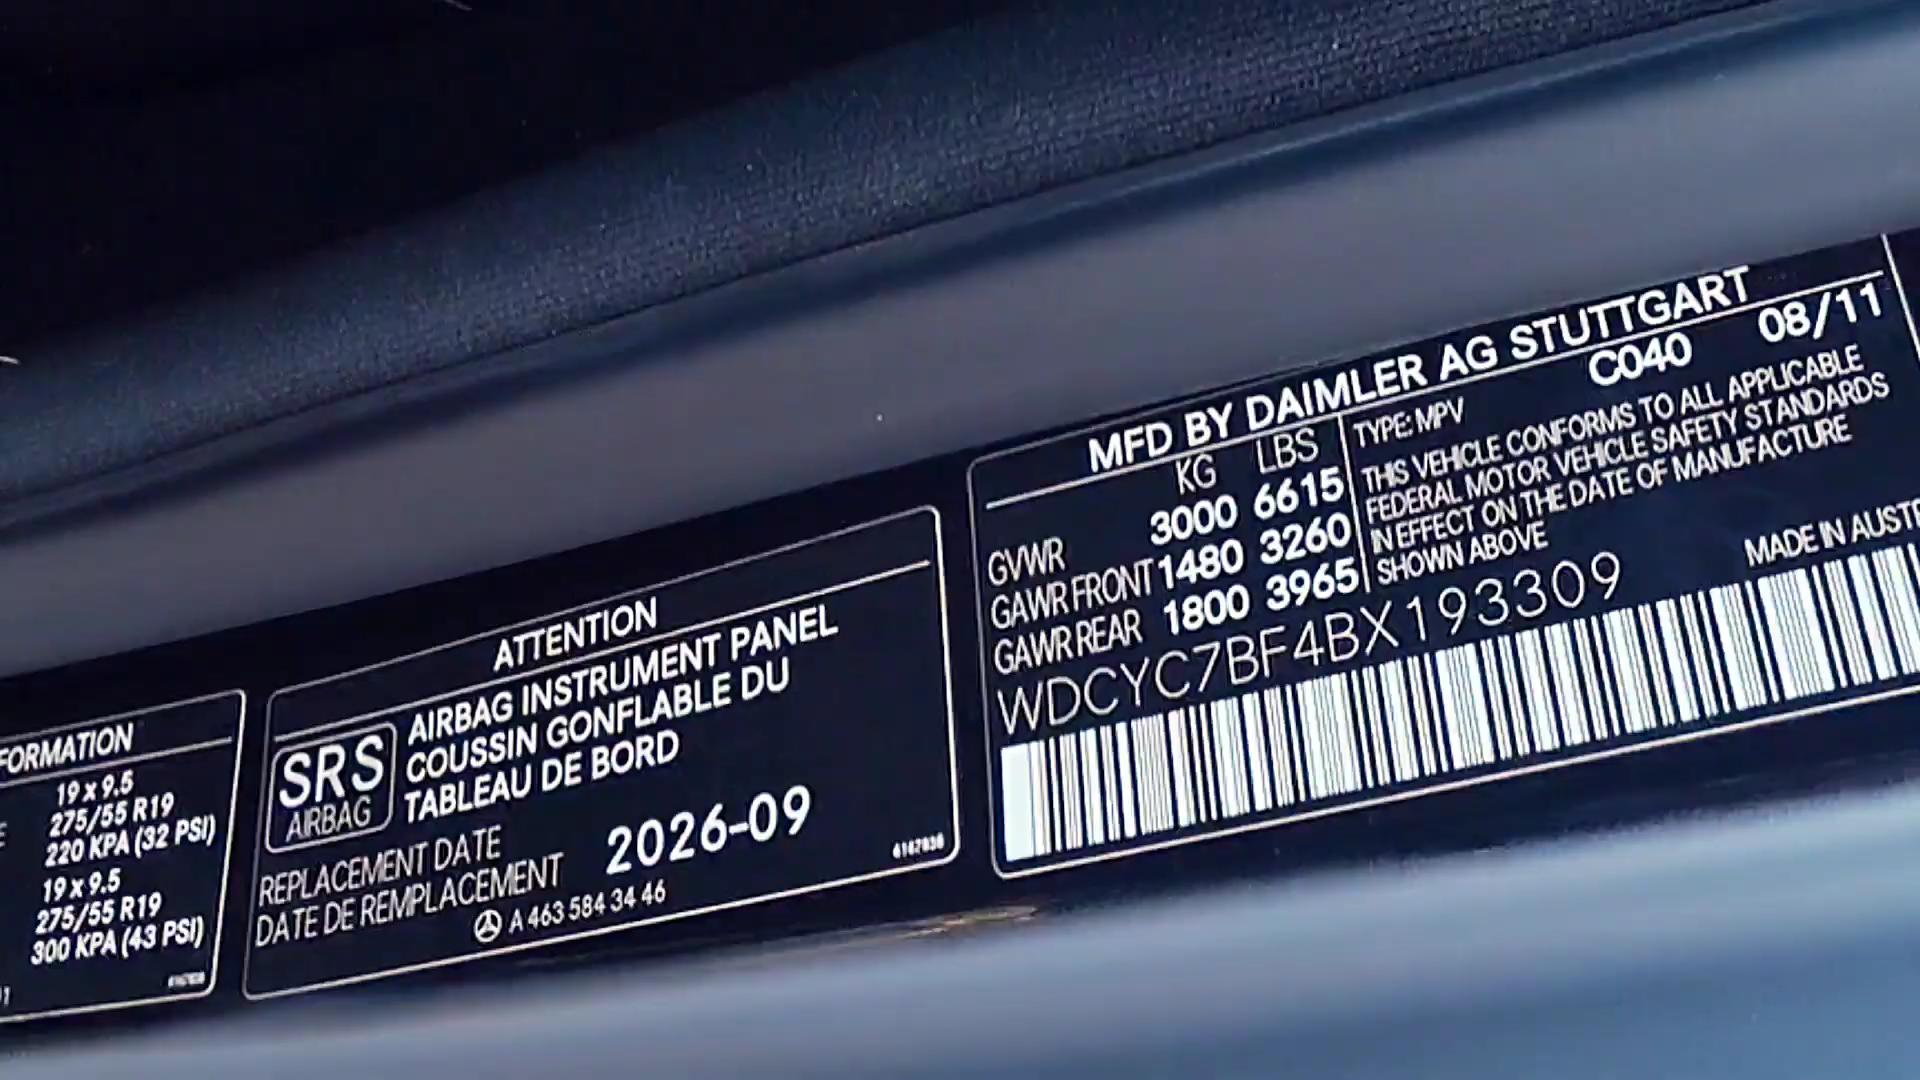 FORMATION
19 x 9.5
275/55 R19
220 KPA (32 PSI)
19 x 9.5
275/55 R19
300 KPA (43 PSI)
ATTENTION
SRS
AIRBAG
AIRBAG INSTRUMENT PANEL
COUSSIN GONFLABLE DU
TABLEAU DE BORD
REPLACEMENT DATE
DATE DE REMPLACEMENT
2026-09
A 463 584 34 46
MFD BY DAIMLER AG STUTTGART
KG LBS
GVWR 3000 6615
GAWR FRONT 1480 3260
GAWR REAR 1800 3965
C040 08/11
TYPE: MPV
THIS VEHICLE CONFORMS TO ALL APPLICABLE
FEDERAL MOTOR VEHICLE SAFETY STANDARDS
IN EFFECT ON THE DATE OF MANUFACTURE
SHOWN ABOVE
WDCYC7BF4BX193309
MADE IN AUST